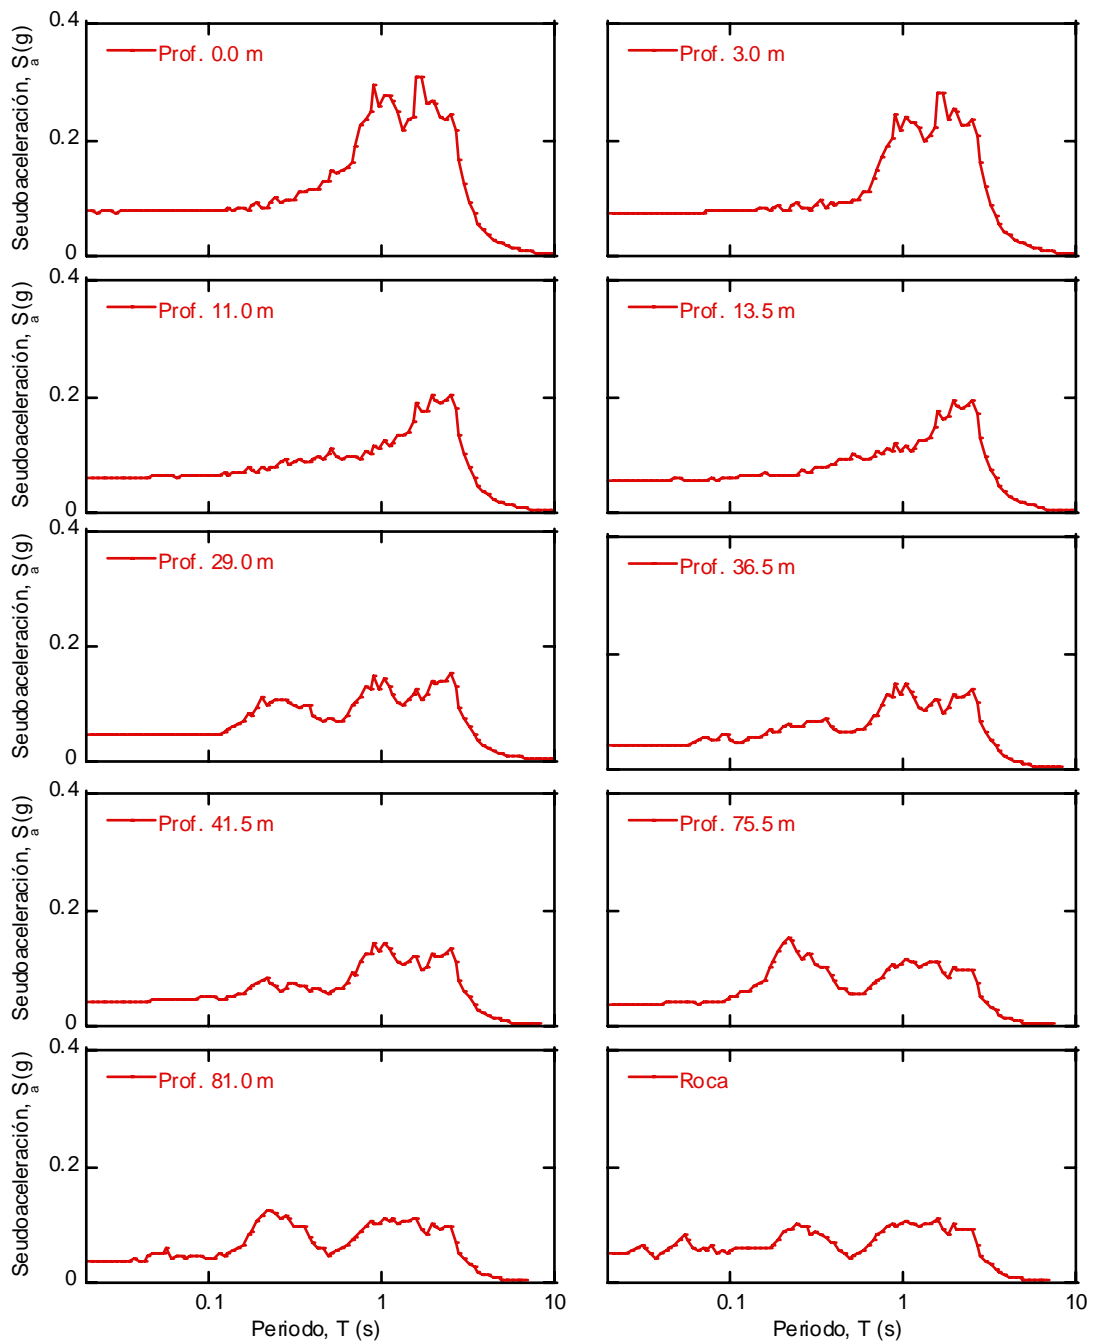 0.4
Prof. 0.0 m
Seudoaceleración, Sa(g)
0.2
0
Prof. 3.0 m
0.4
Prof. 11.0 m
Seudoaceleración, Sa(g)
0.2
0
Prof. 13.5 m
0.4
Prof. 29.0 m
Seudoaceleración, Sa(g)
0.2
0
Prof. 36.5 m
0.4
Prof. 41.5 m
Seudoaceleración, Sa(g)
0.2
0
Prof. 75.5 m
0.4
Prof. 81.0 m
Seudoaceleración, Sa(g)
0.2
0
0.1 1 10
Periodo, T (s)
Roca
0.1 1 10
Periodo, T (s)